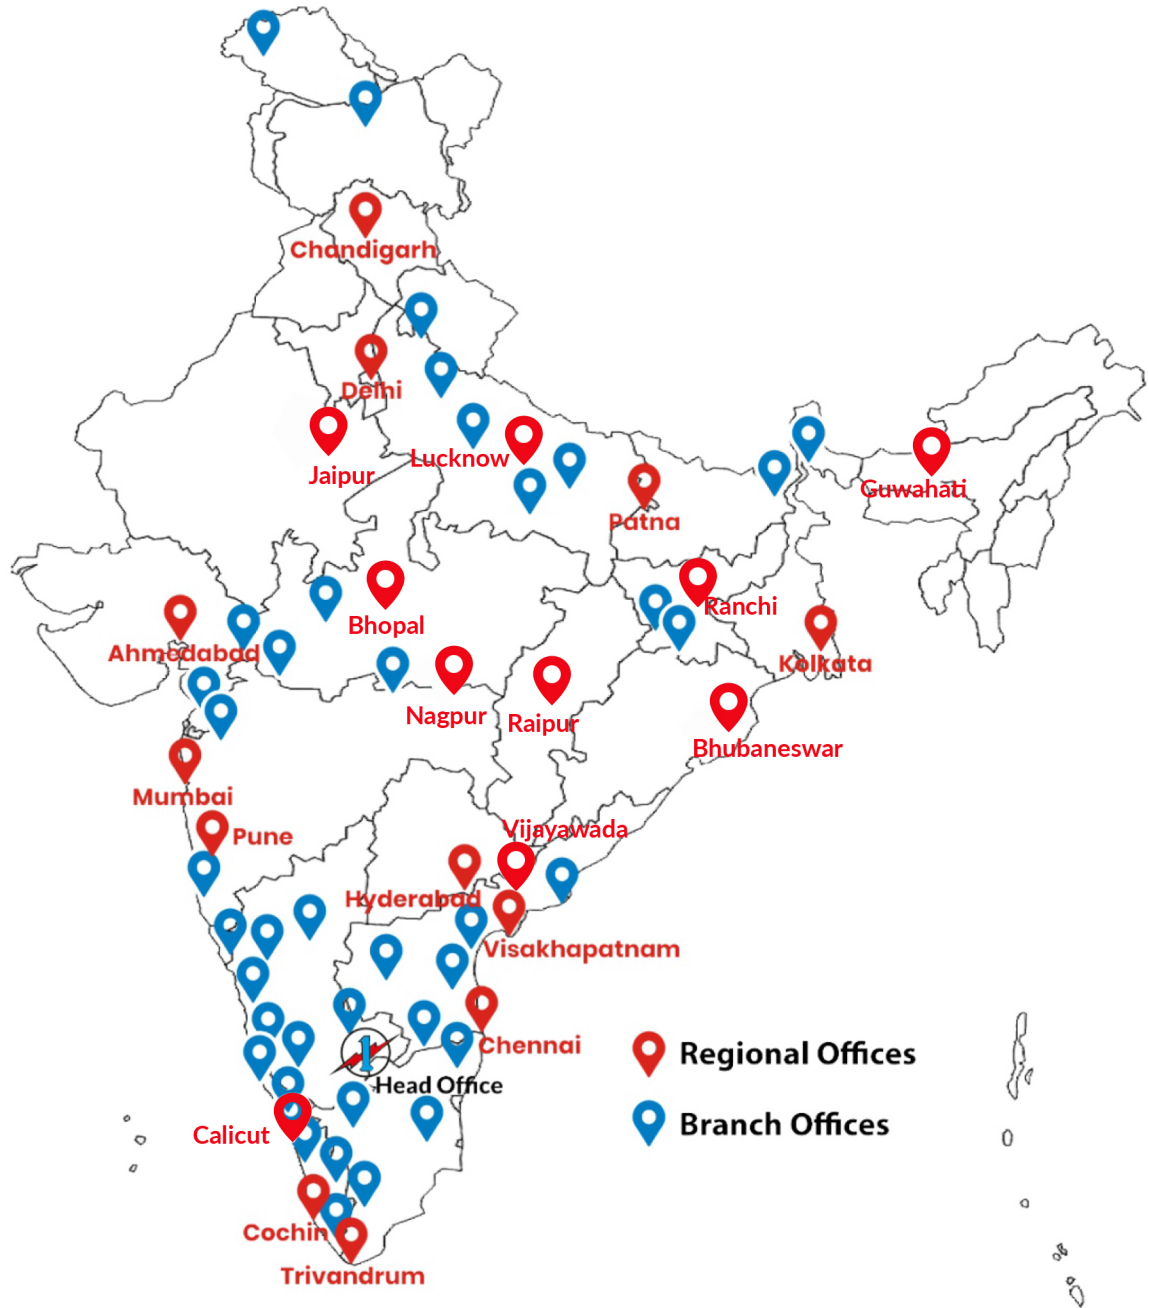 Chandigarh
Delhi
Jaipur
Lucknow
Guwahati
Patna
Bhopal
Ranchi
Ahmedabad
Kolkata
Nagpur
Raipur
Bhubaneswar
Mumbai
Vijayawada
Pune
Hyderabad
Visakhapatnam
Chennai
Regional Offices
Head Office
Branch Offices
Calicut
Cochin
Trivandrum